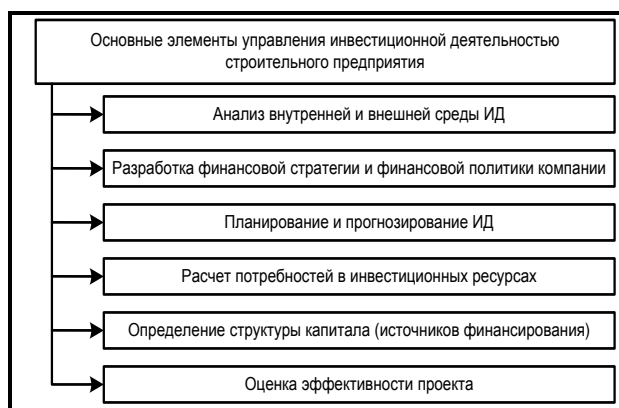 Основные элементы управления инвестиционной деятельностью
строительного предприятия
Анализ внутренней и внешней среды ИД
Разработка финансовой стратегии и финансовой политики компании
Планирование и прогнозирование ИД
Расчет потребностей в инвестиционных ресурсах
Определение структуры капитала (источников финансирования)
Оценка эффективности проекта